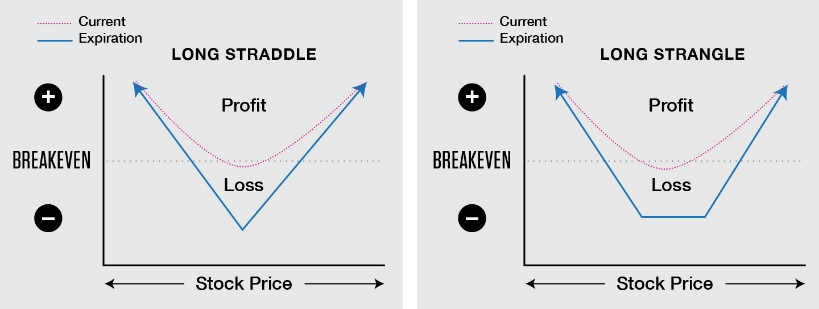 Current
Expiration
LONG STRADDLE
+
Profit
BREAKEVEN
Loss
−
Stock Price
Current
Expiration
LONG STRANGLE
+
Profit
BREAKEVEN
Loss
−
Stock Price